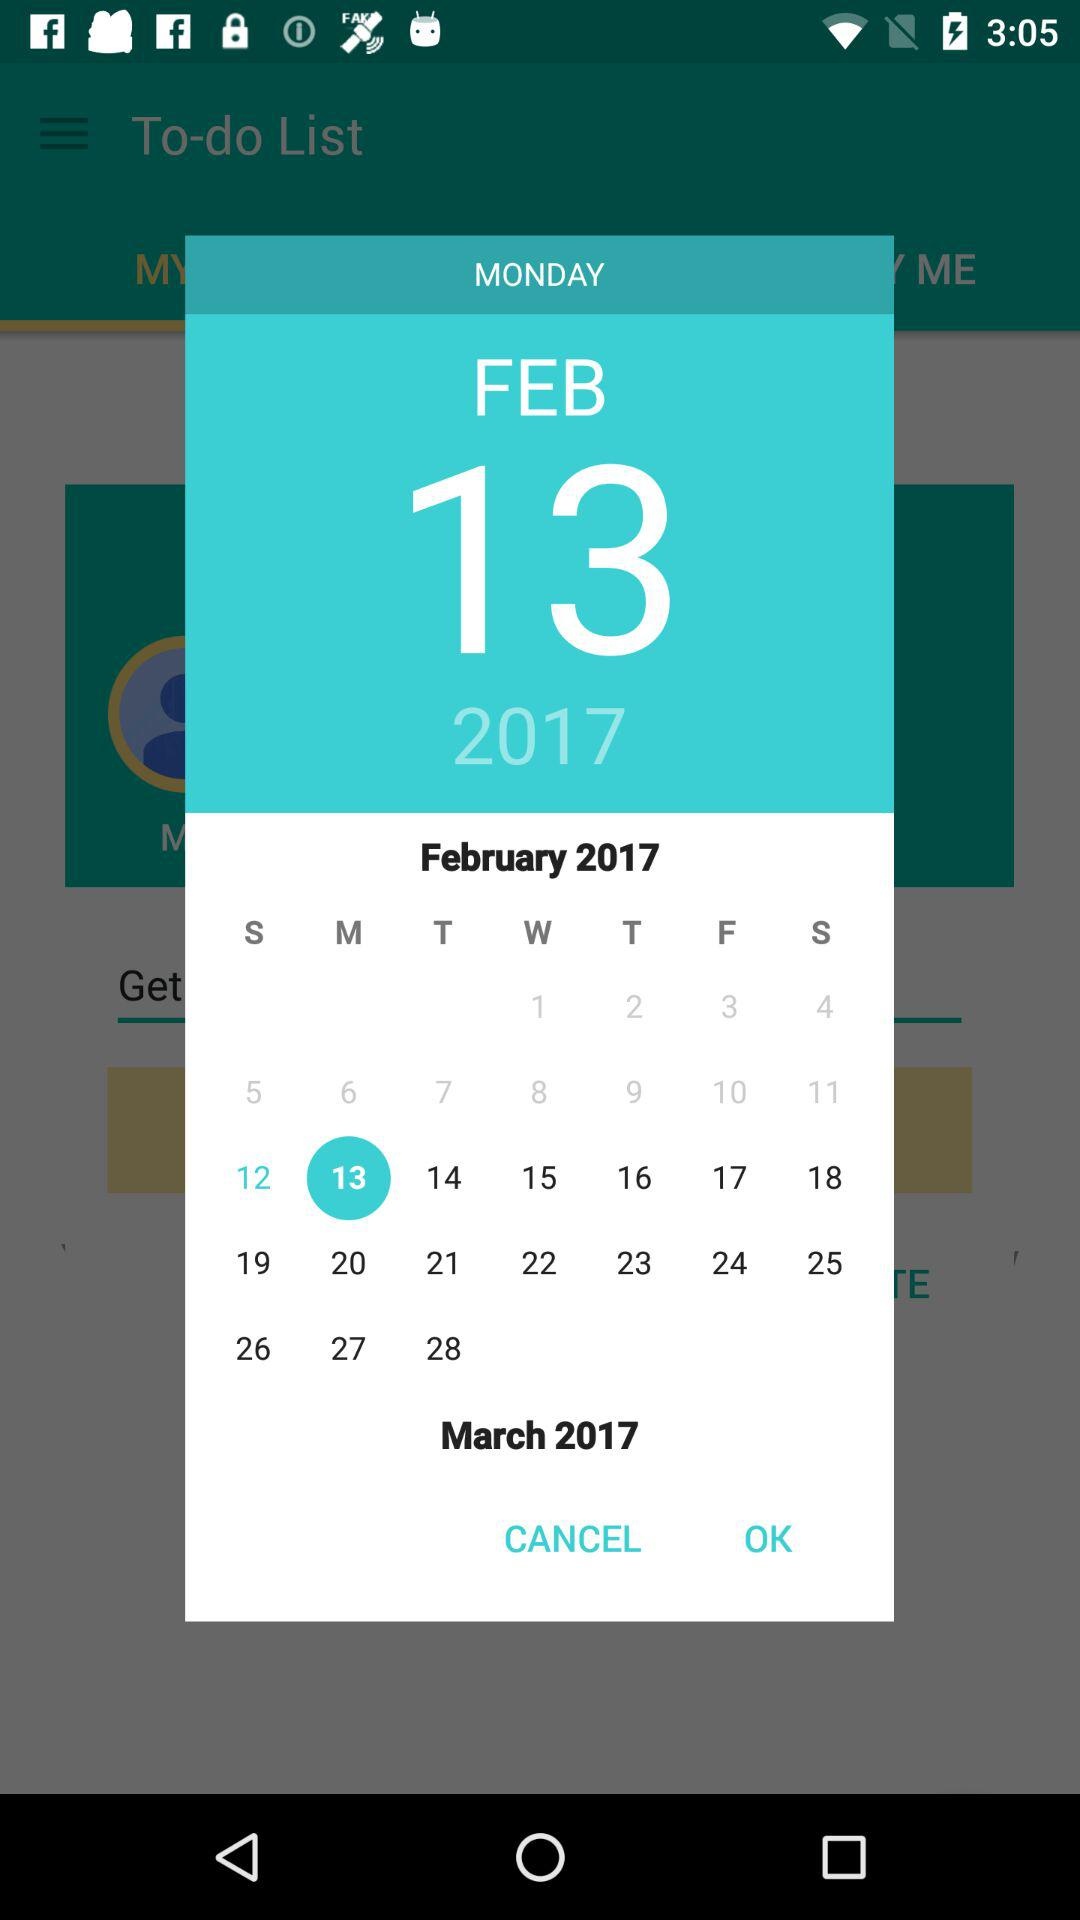 FAKE
3:05
To-do List
MY
Y ME
MONDAY
FEB
13
2017
M
February 2017
S M T W T F S
Get
1 2 3 4
5 6 7 8 9 10 11
12 13 14 15 16 17 18
19 20 21 22 23 24 25
TE
26 27 28
March 2017
CANCEL OK